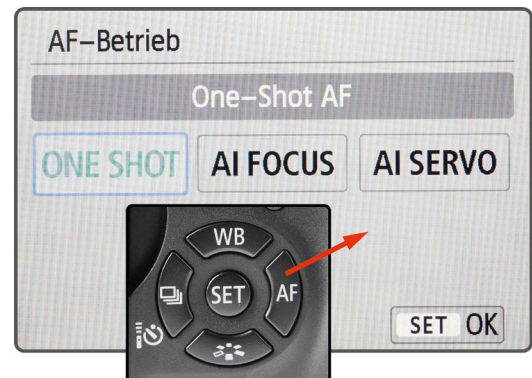 AF–Betrieb
One–Shot AF
ONE SHOT
AI FOCUS
AI SERVO
WB
SET
AF
SET OK